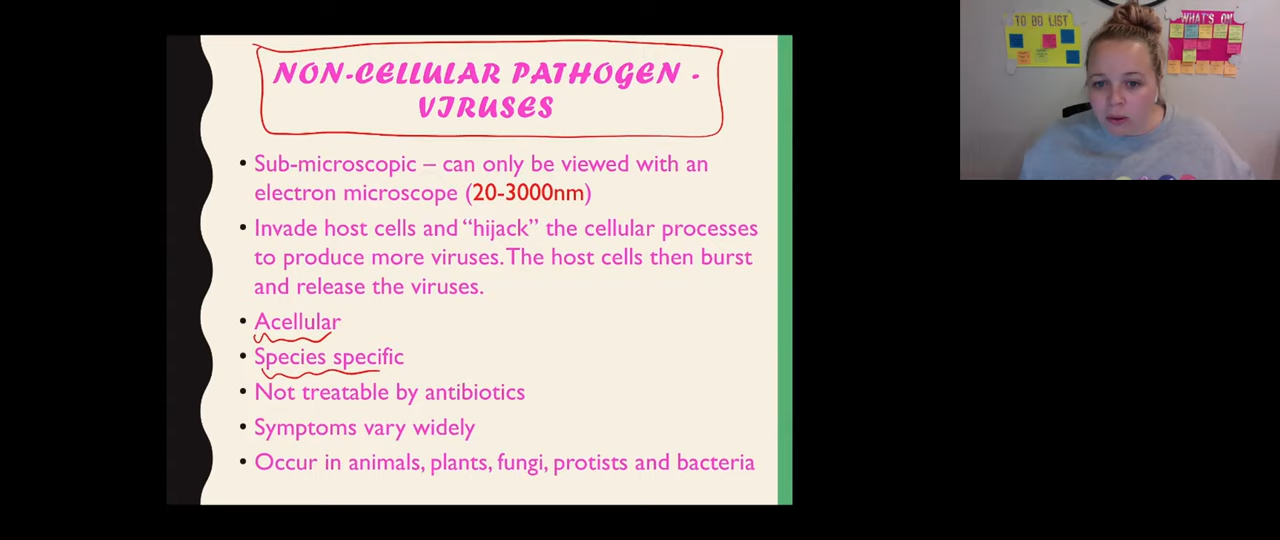 NON-CELLULAR PATHOGEN -
VIRUSES
• Sub-microscopic – can only be viewed with an
electron microscope (20-3000nm)
• Invade host cells and “hijack” the cellular processes
to produce more viruses. The host cells then burst
and release the viruses.
• Acellular
• Species specific
• Not treatable by antibiotics
• Symptoms vary widely
• Occur in animals, plants, fungi, protists and bacteria
TO DO LIST
WHAT'S ON